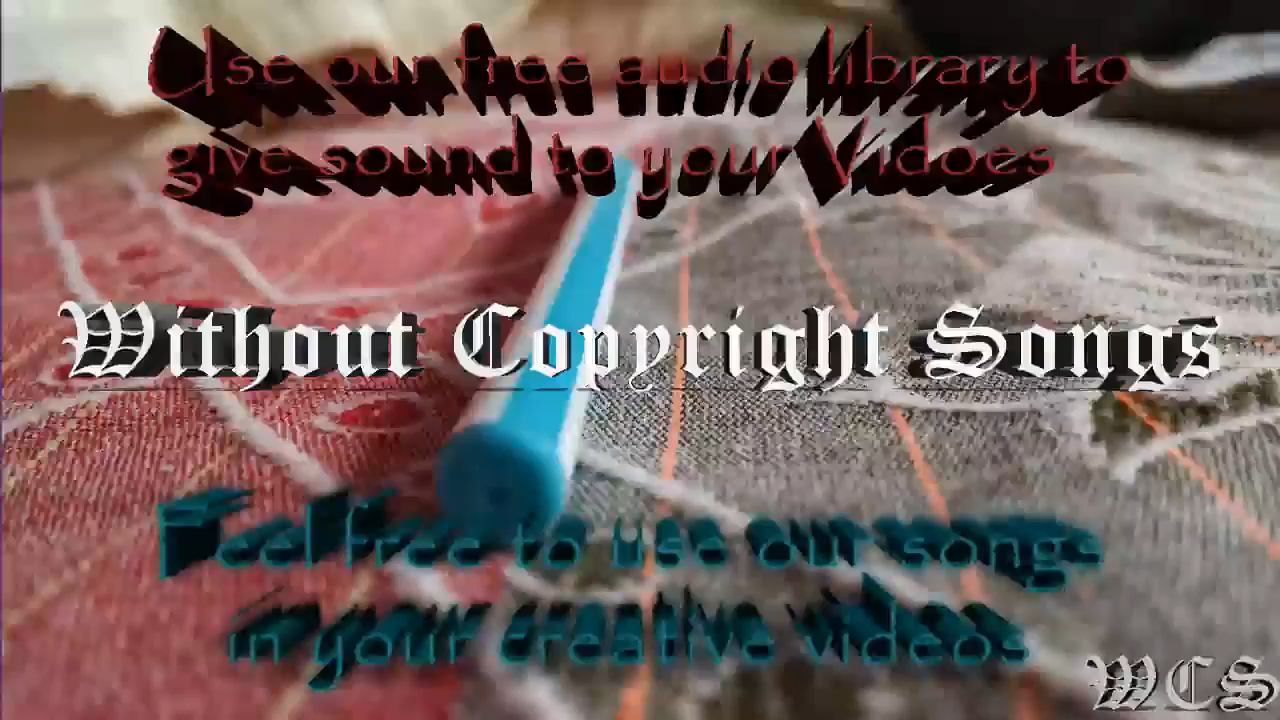 Use our free audio library to
give sound to your Vidoes
Without Copyright Songs
Feel free to use our songs
in your creative videos
WCS